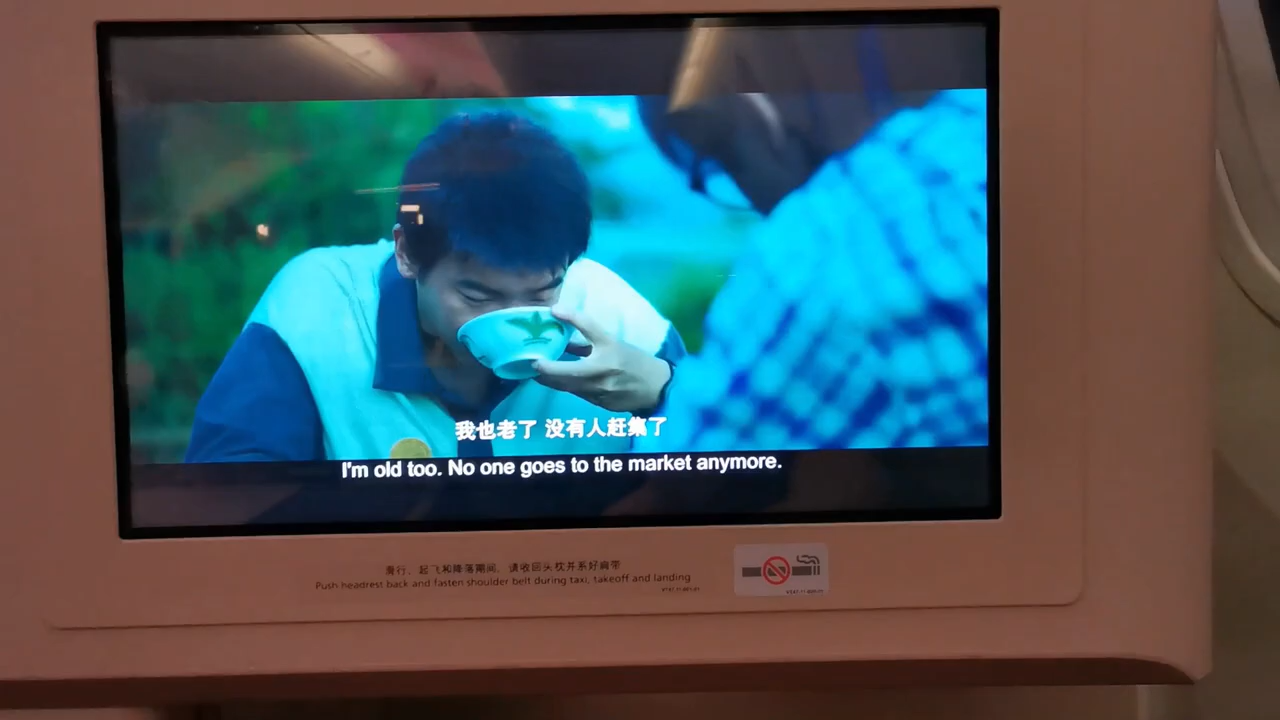 我也老了 没有人赶集了
I'm old too. No one goes to the market anymore.
滑行、起飞和降落期间，请收回头枕并系好肩带
Push headrest back and fasten shoulder belt during taxi, takeoff and landing